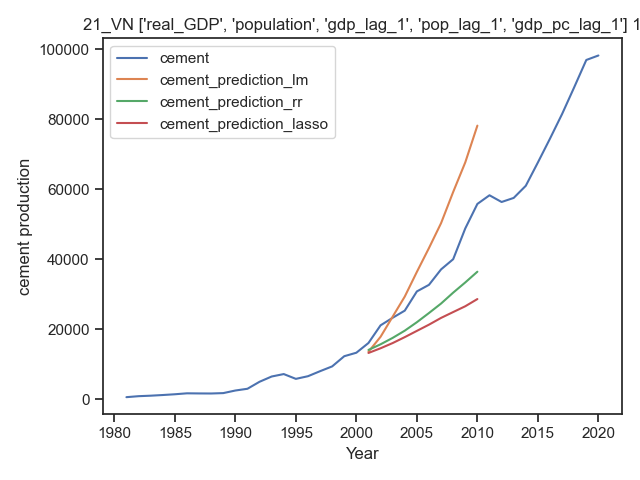 21_VN ['real_GDP', 'population', 'gdp_lag_1', 'pop_lag_1', 'gdp_pc_lag_1'] 1
cement
cement_prediction_lm
cement_prediction_rr
cement_prediction_lasso
100000
80000
60000
40000
20000
0
cement production
1980 1985 1990 1995 2000 2005 2010 2015 2020
Year